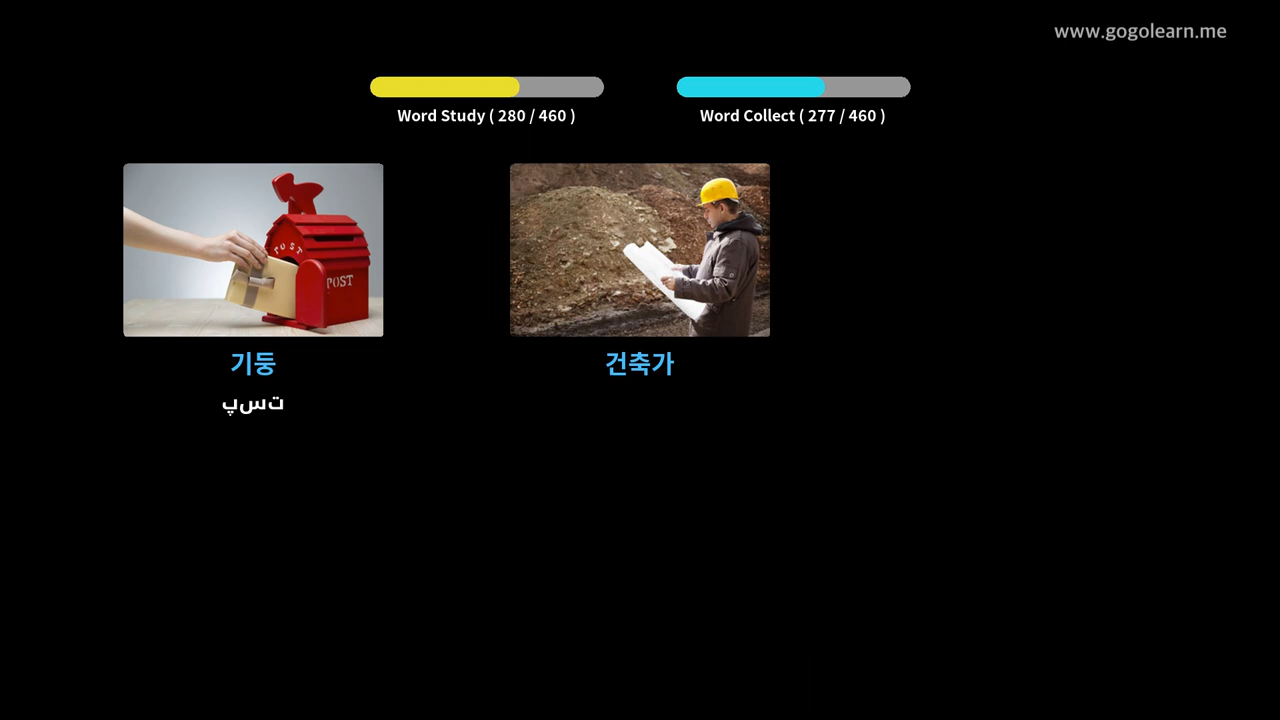 www.gogolearn.me
Word Study ( 280 / 460 )
Word Collect ( 277 / 460 )
POST
POST
기둥
건축가
تسپ